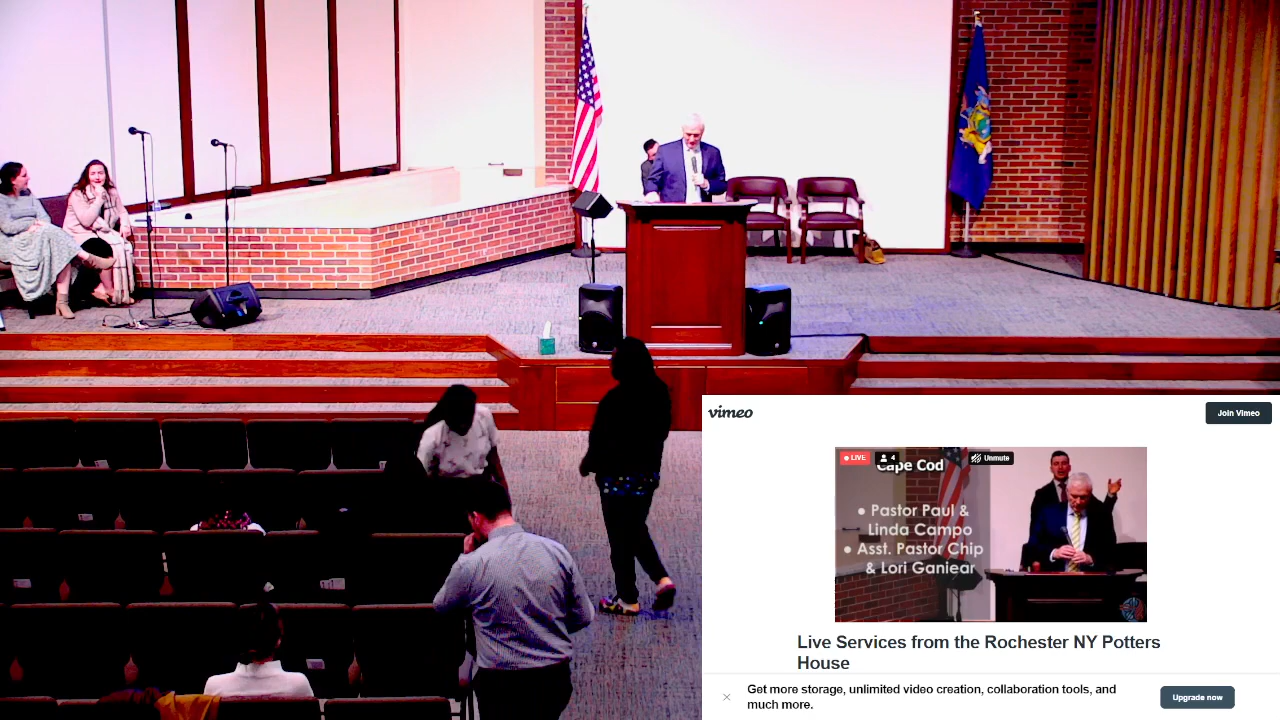 vimeo
Join Vimeo
LIVE
4
Unmute
Cape Cod
• Pastor Paul &
Linda Campo
• Asst. Pastor Chip
& Lori Ganiear
Live Services from the Rochester NY Potters
House
Get more storage, unlimited video creation, collaboration tools, and
much more.
Upgrade now